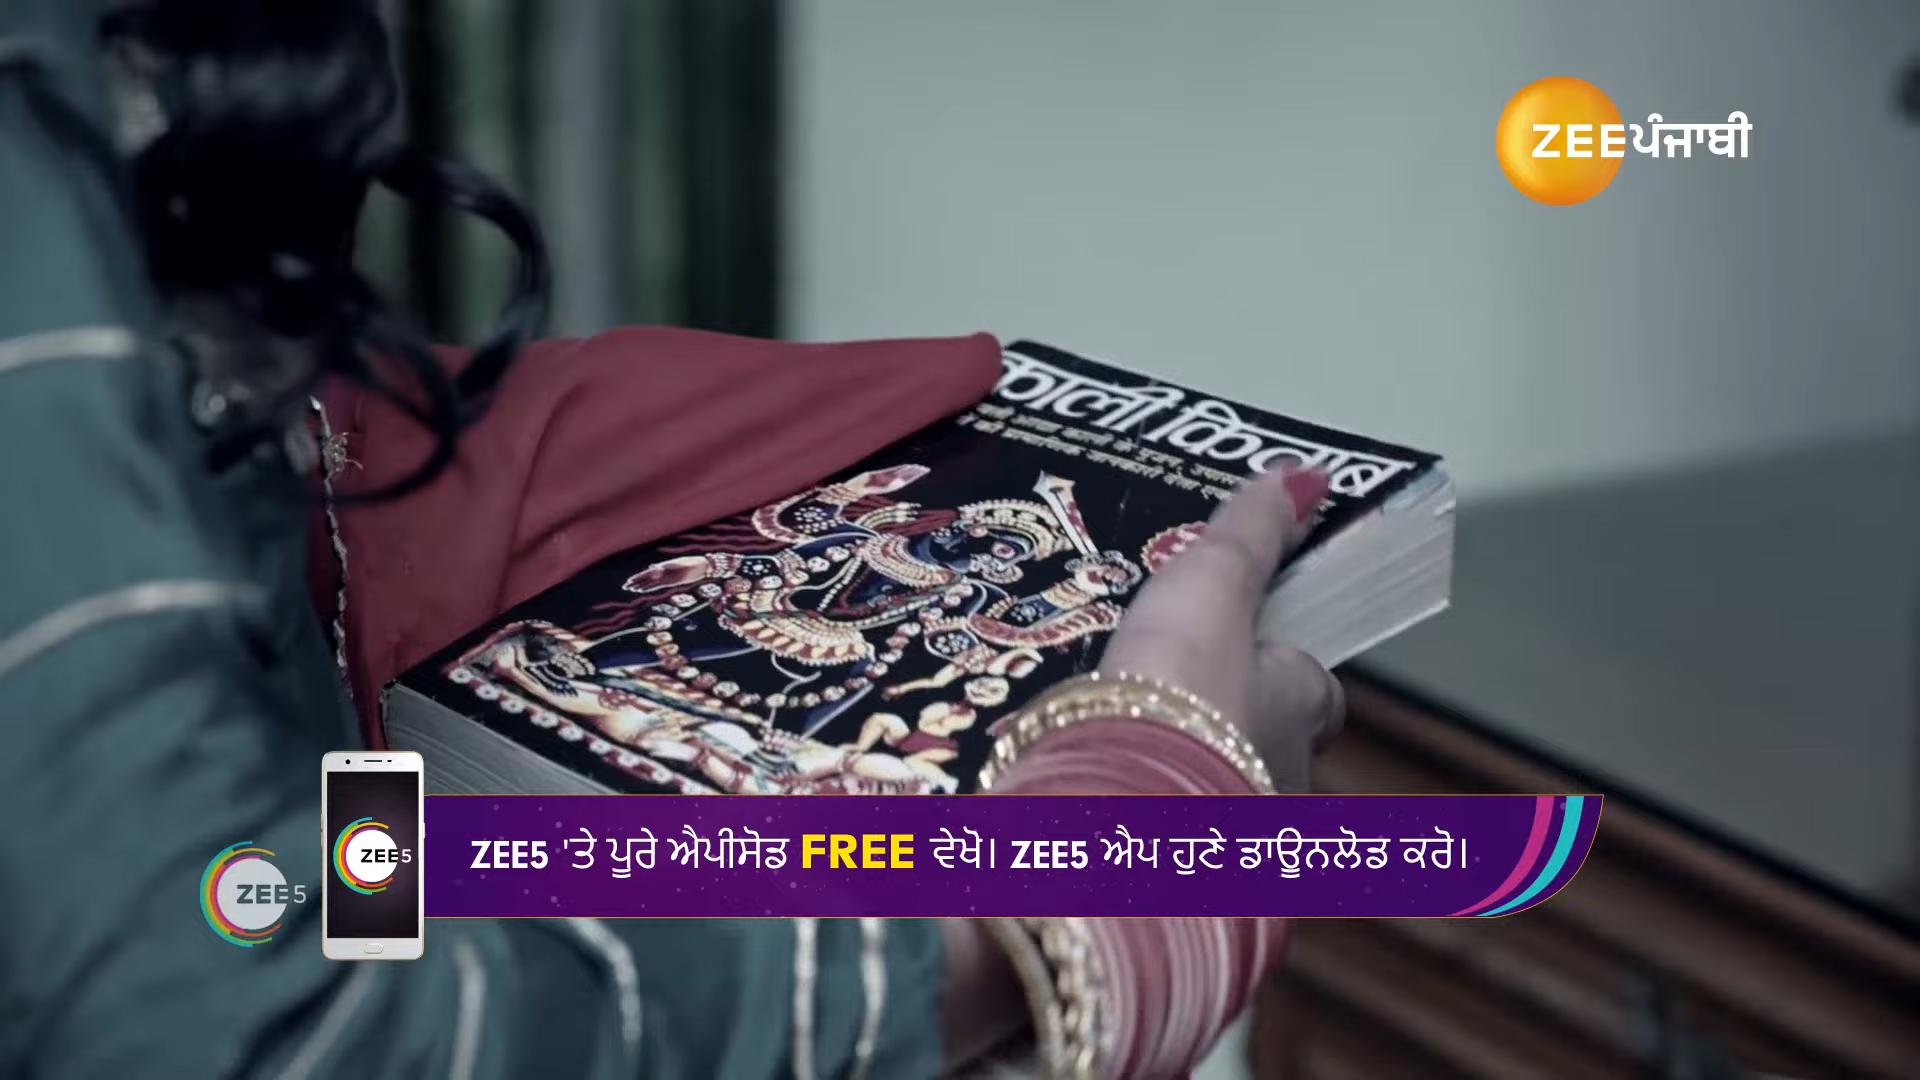 ZEEਪੰਜਾਬੀ
काली किताब
ZEE5
ZEE5
ZEE5 'ਤੇ ਪੂਰੇ ਐਪੀਸੋਡ FREE ਵੇਖੋ। ZEE5 ਐਪ ਹੁਣੇ ਡਾਊਨਲੋਡ ਕਰੋ।